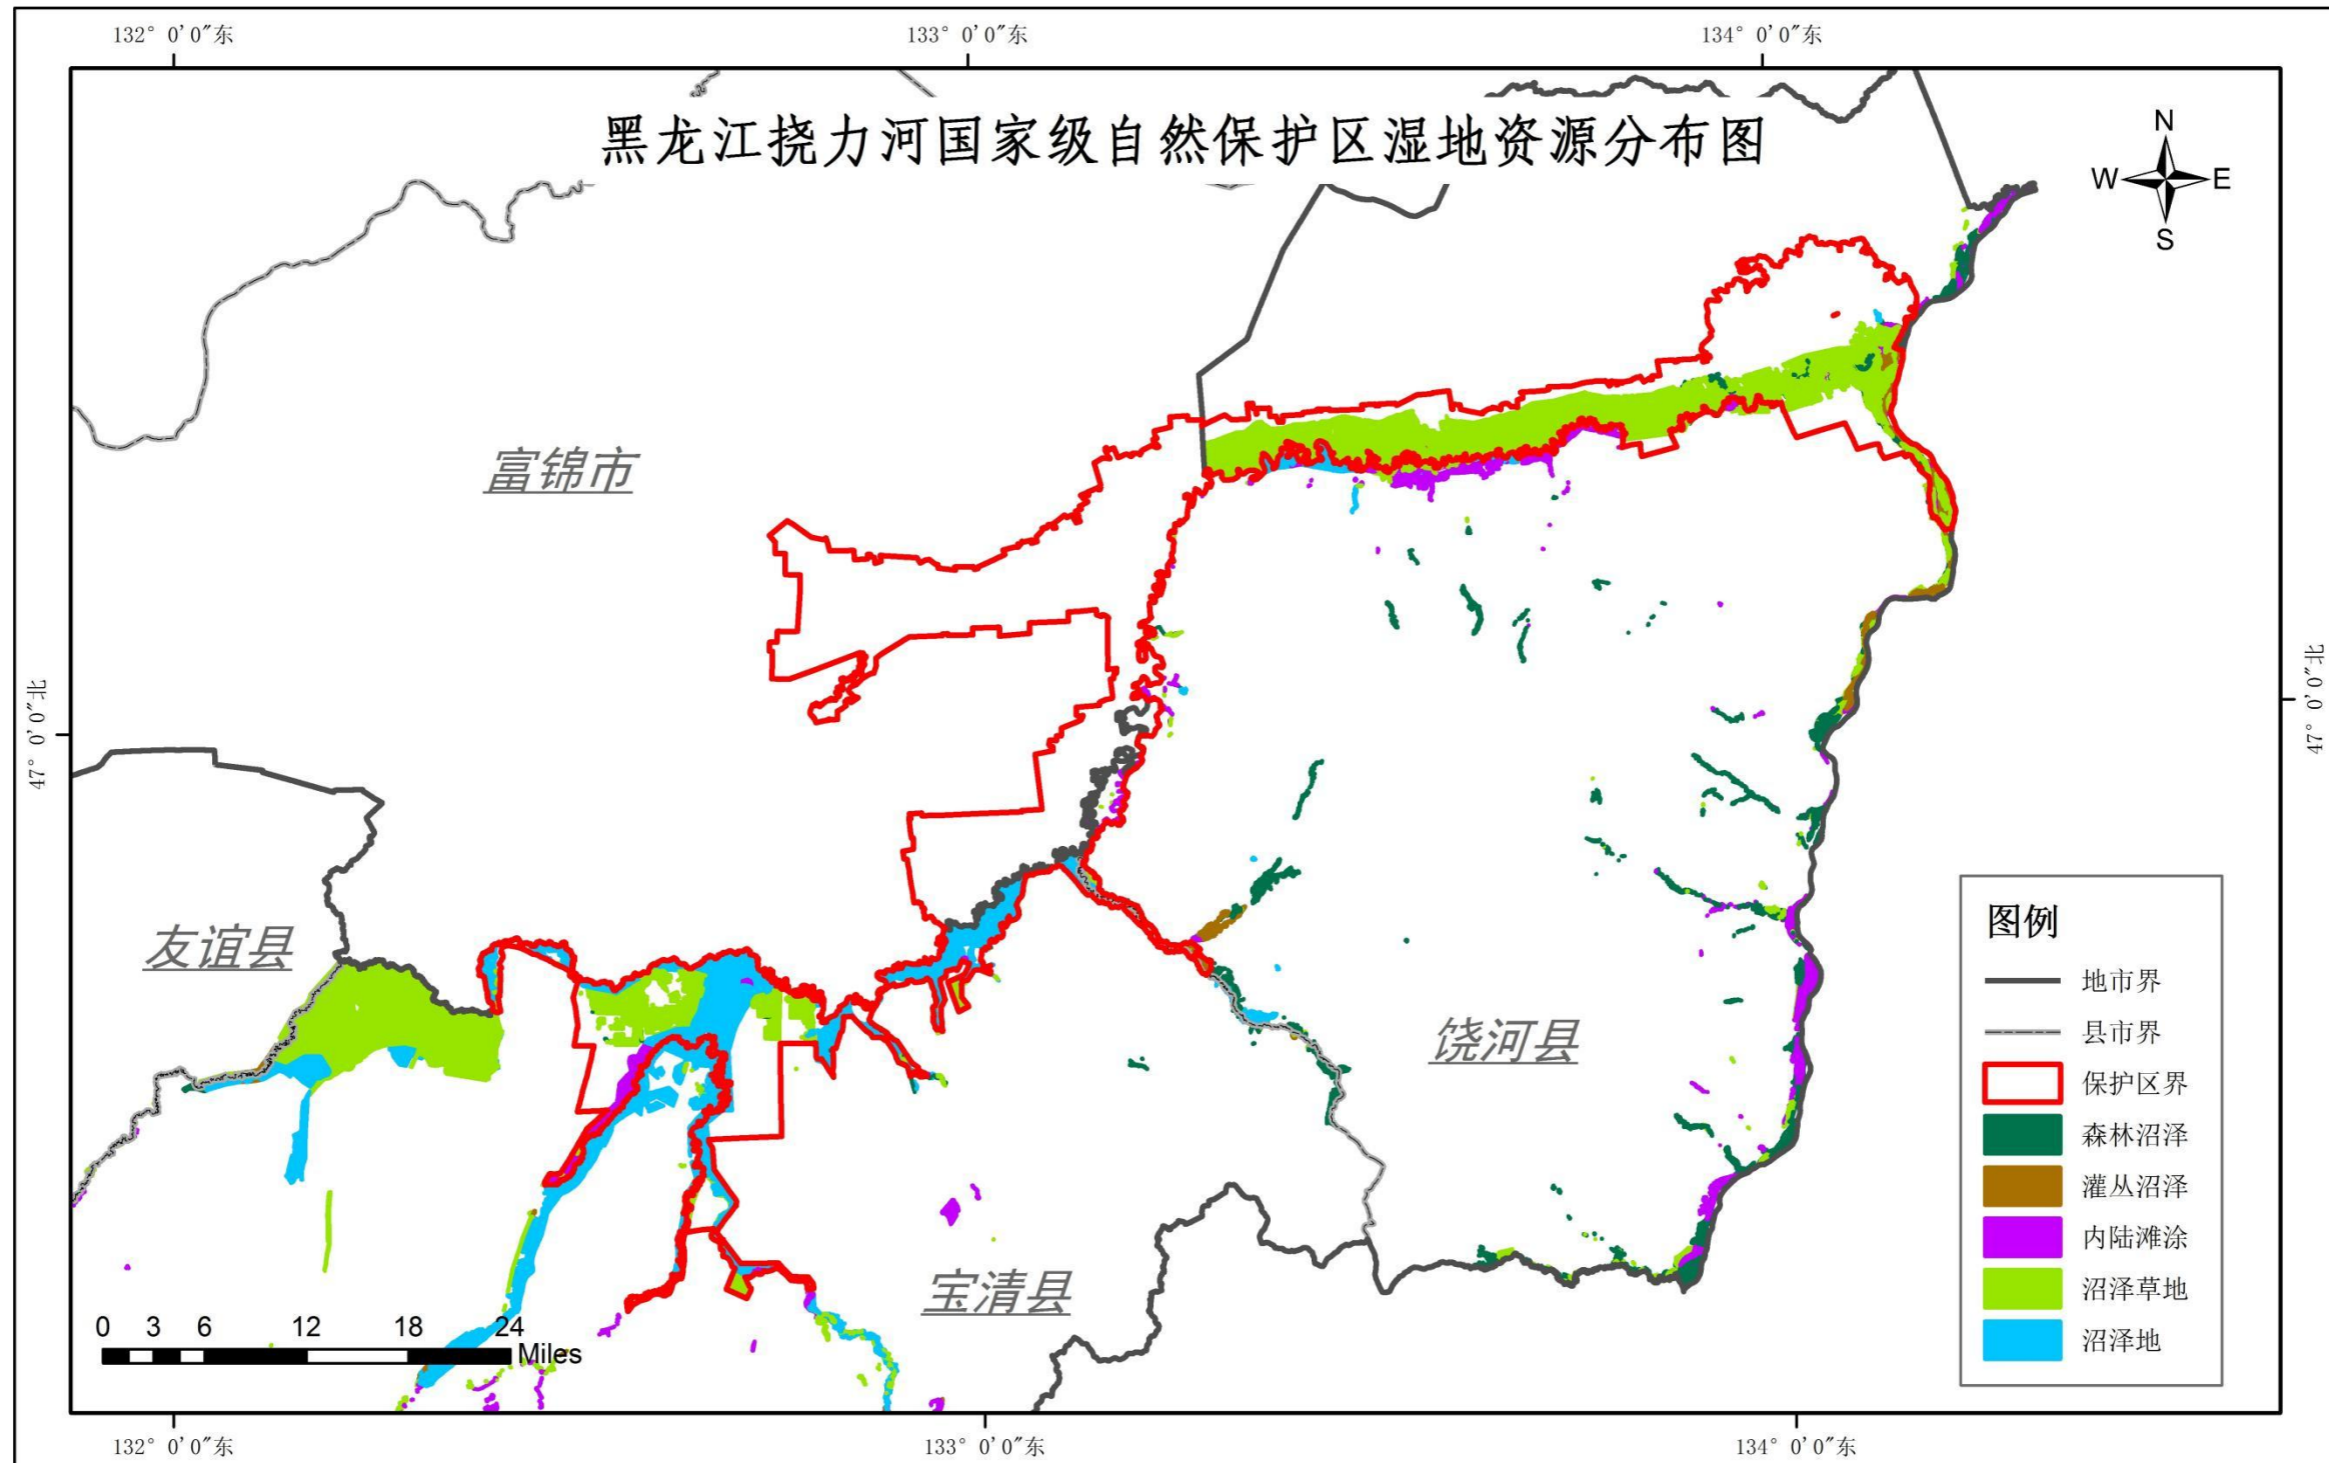 132° 0′0″东
133° 0′0″东
134° 0′0″东
黑龙江挠力河国家级自然保护区湿地资源分布图
N
W
E
S
富锦市
47° 0′0″北
47° 0′0″北
友谊县
饶河县
宝清县
图例
地市界
县市界
保护区界
森林沼泽
灌丛沼泽
内陆滩涂
沼泽草地
沼泽地
0 3 6 12 18 24
Miles
132° 0′0″东
133° 0′0″东
134° 0′0″东